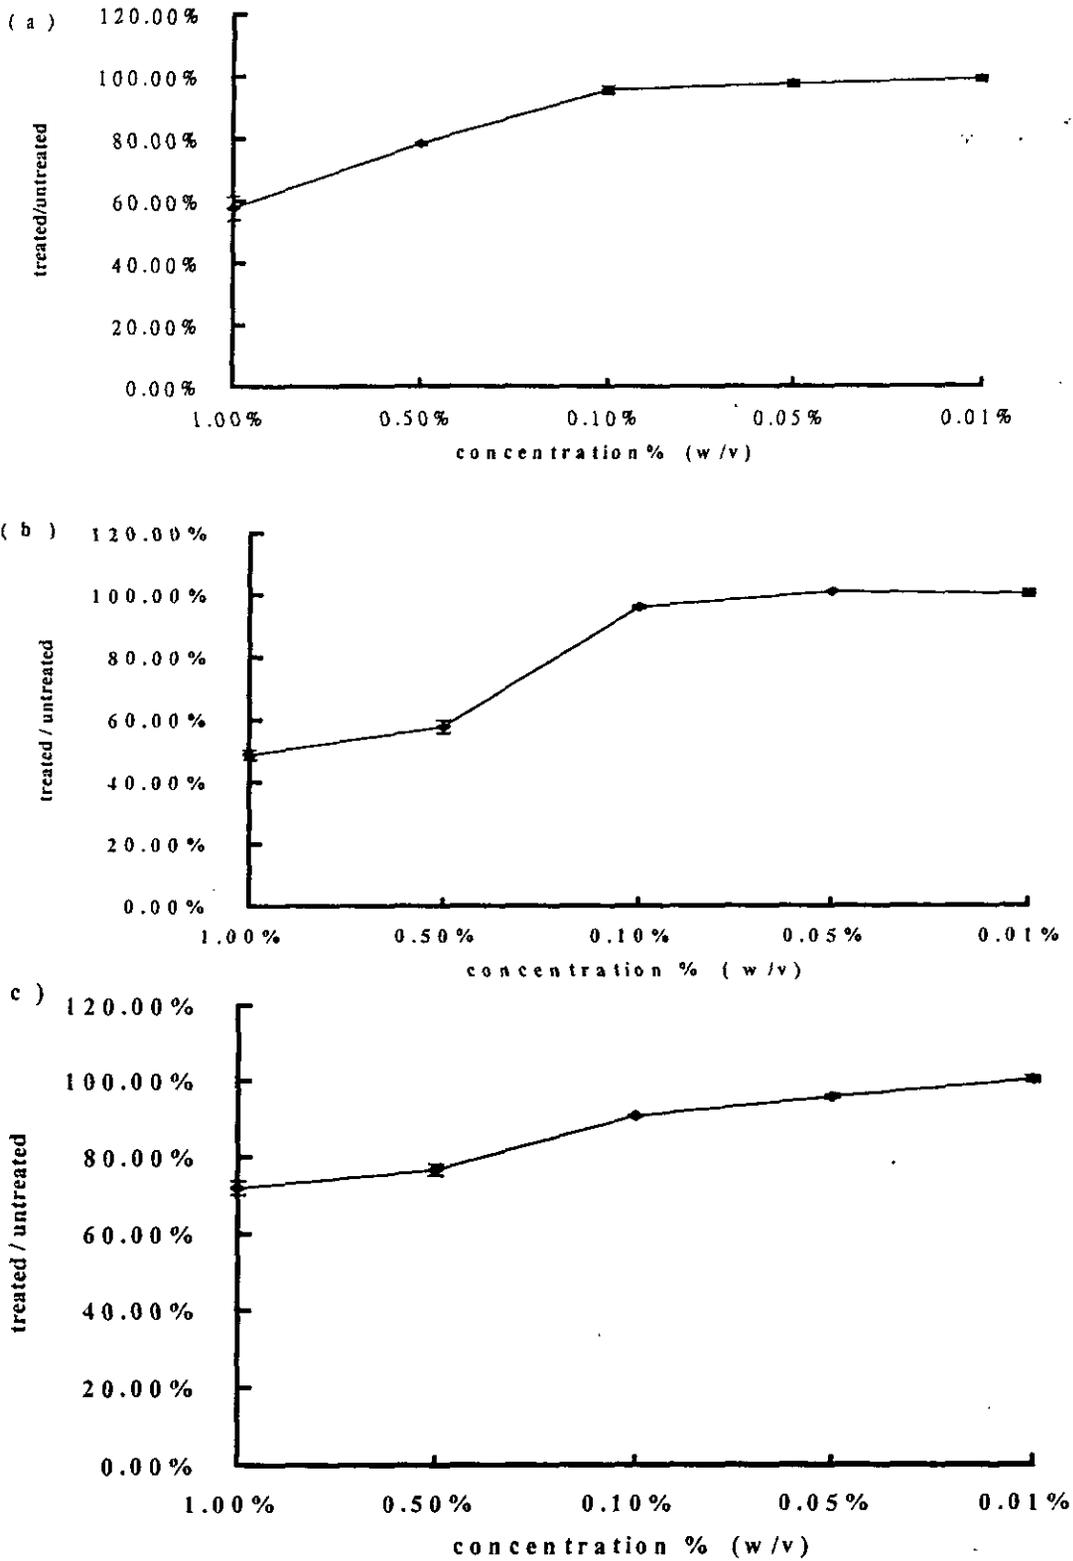 (a)
120.00%
100.00%
80.00%
60.00%
40.00%
20.00%
0.00%
treated/untreated
1.00% 0.50% 0.10% 0.05% 0.01%
concentration% (w/v)
(b)
120.00%
100.00%
80.00%
60.00%
40.00%
20.00%
0.00%
treated / untreated
1.00% 0.50% 0.10% 0.05% 0.01%
concentration % (w/v)
c)
120.00%
100.00%
80.00%
60.00%
40.00%
20.00%
0.00%
treated / untreated
1.00% 0.50% 0.10% 0.05% 0.01%
concentration % (w/v)